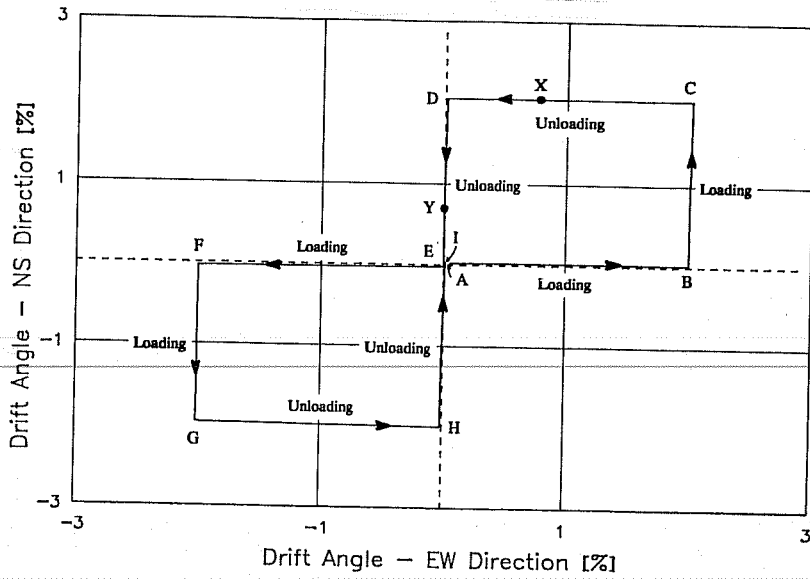 3
D
X
C
Unloading
1
Unloading
Loading
Y
F
Loading
E
I
A
Loading
B
-1
Loading
Unloading
Unloading
G
H
-3
-3
-1
1
3
Drift Angle - EW Direction [%]
Drift Angle - NS Direction [%]